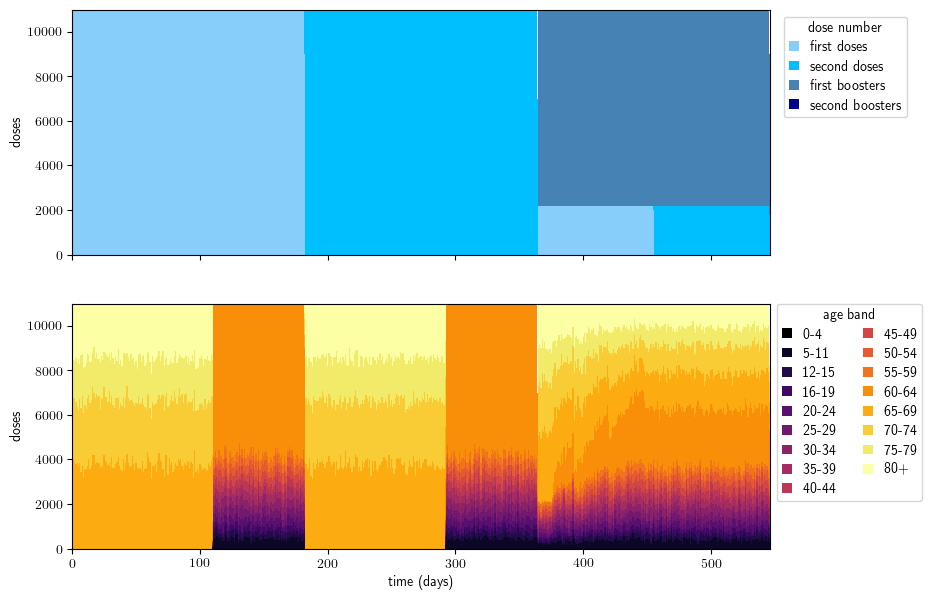 10000
8000
6000
4000
2000
0
doses
dose number
first doses
second doses
first boosters
second boosters
10000
8000
6000
4000
2000
0
doses
0 100 200 300 400 500
time (days)
age band
0-4 45-49
5-11 50-54
12-15 55-59
16-19 60-64
20-24 65-69
25-29 70-74
30-34 75-79
35-39 80+
40-44